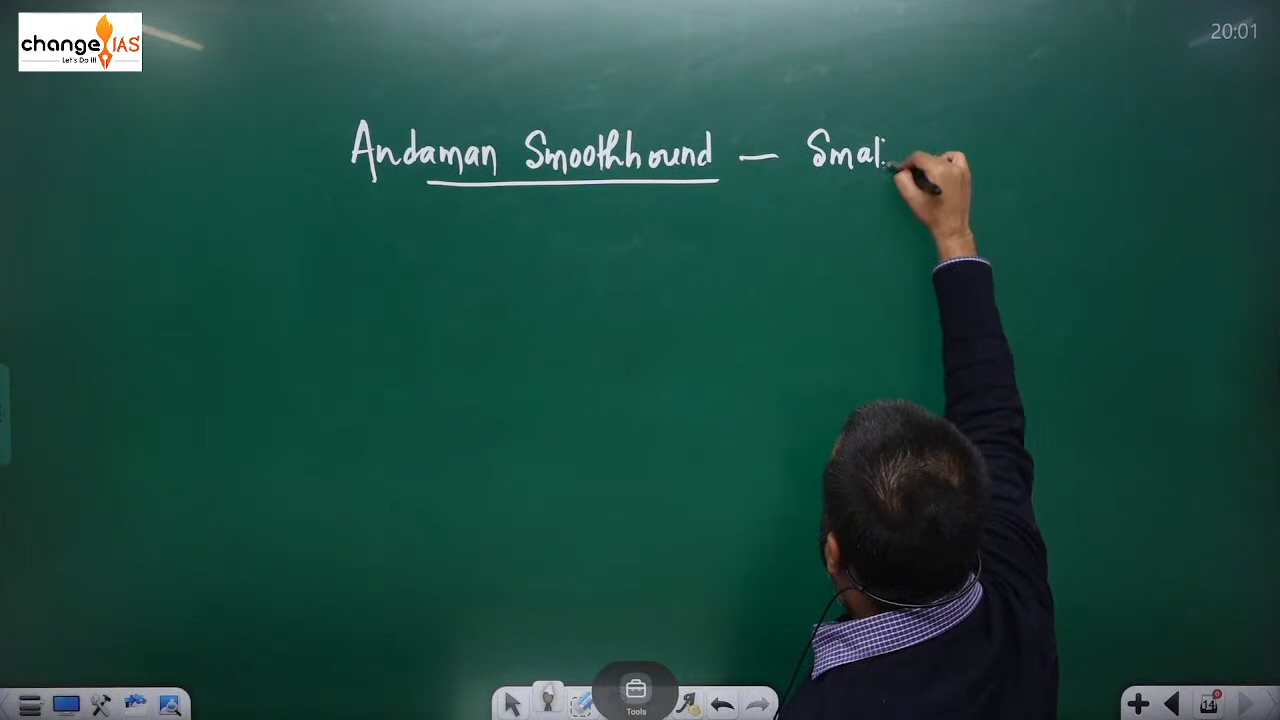 change IAS
Let's Do it!
20:01
Andaman Smoothhound — Smal
Tools
14